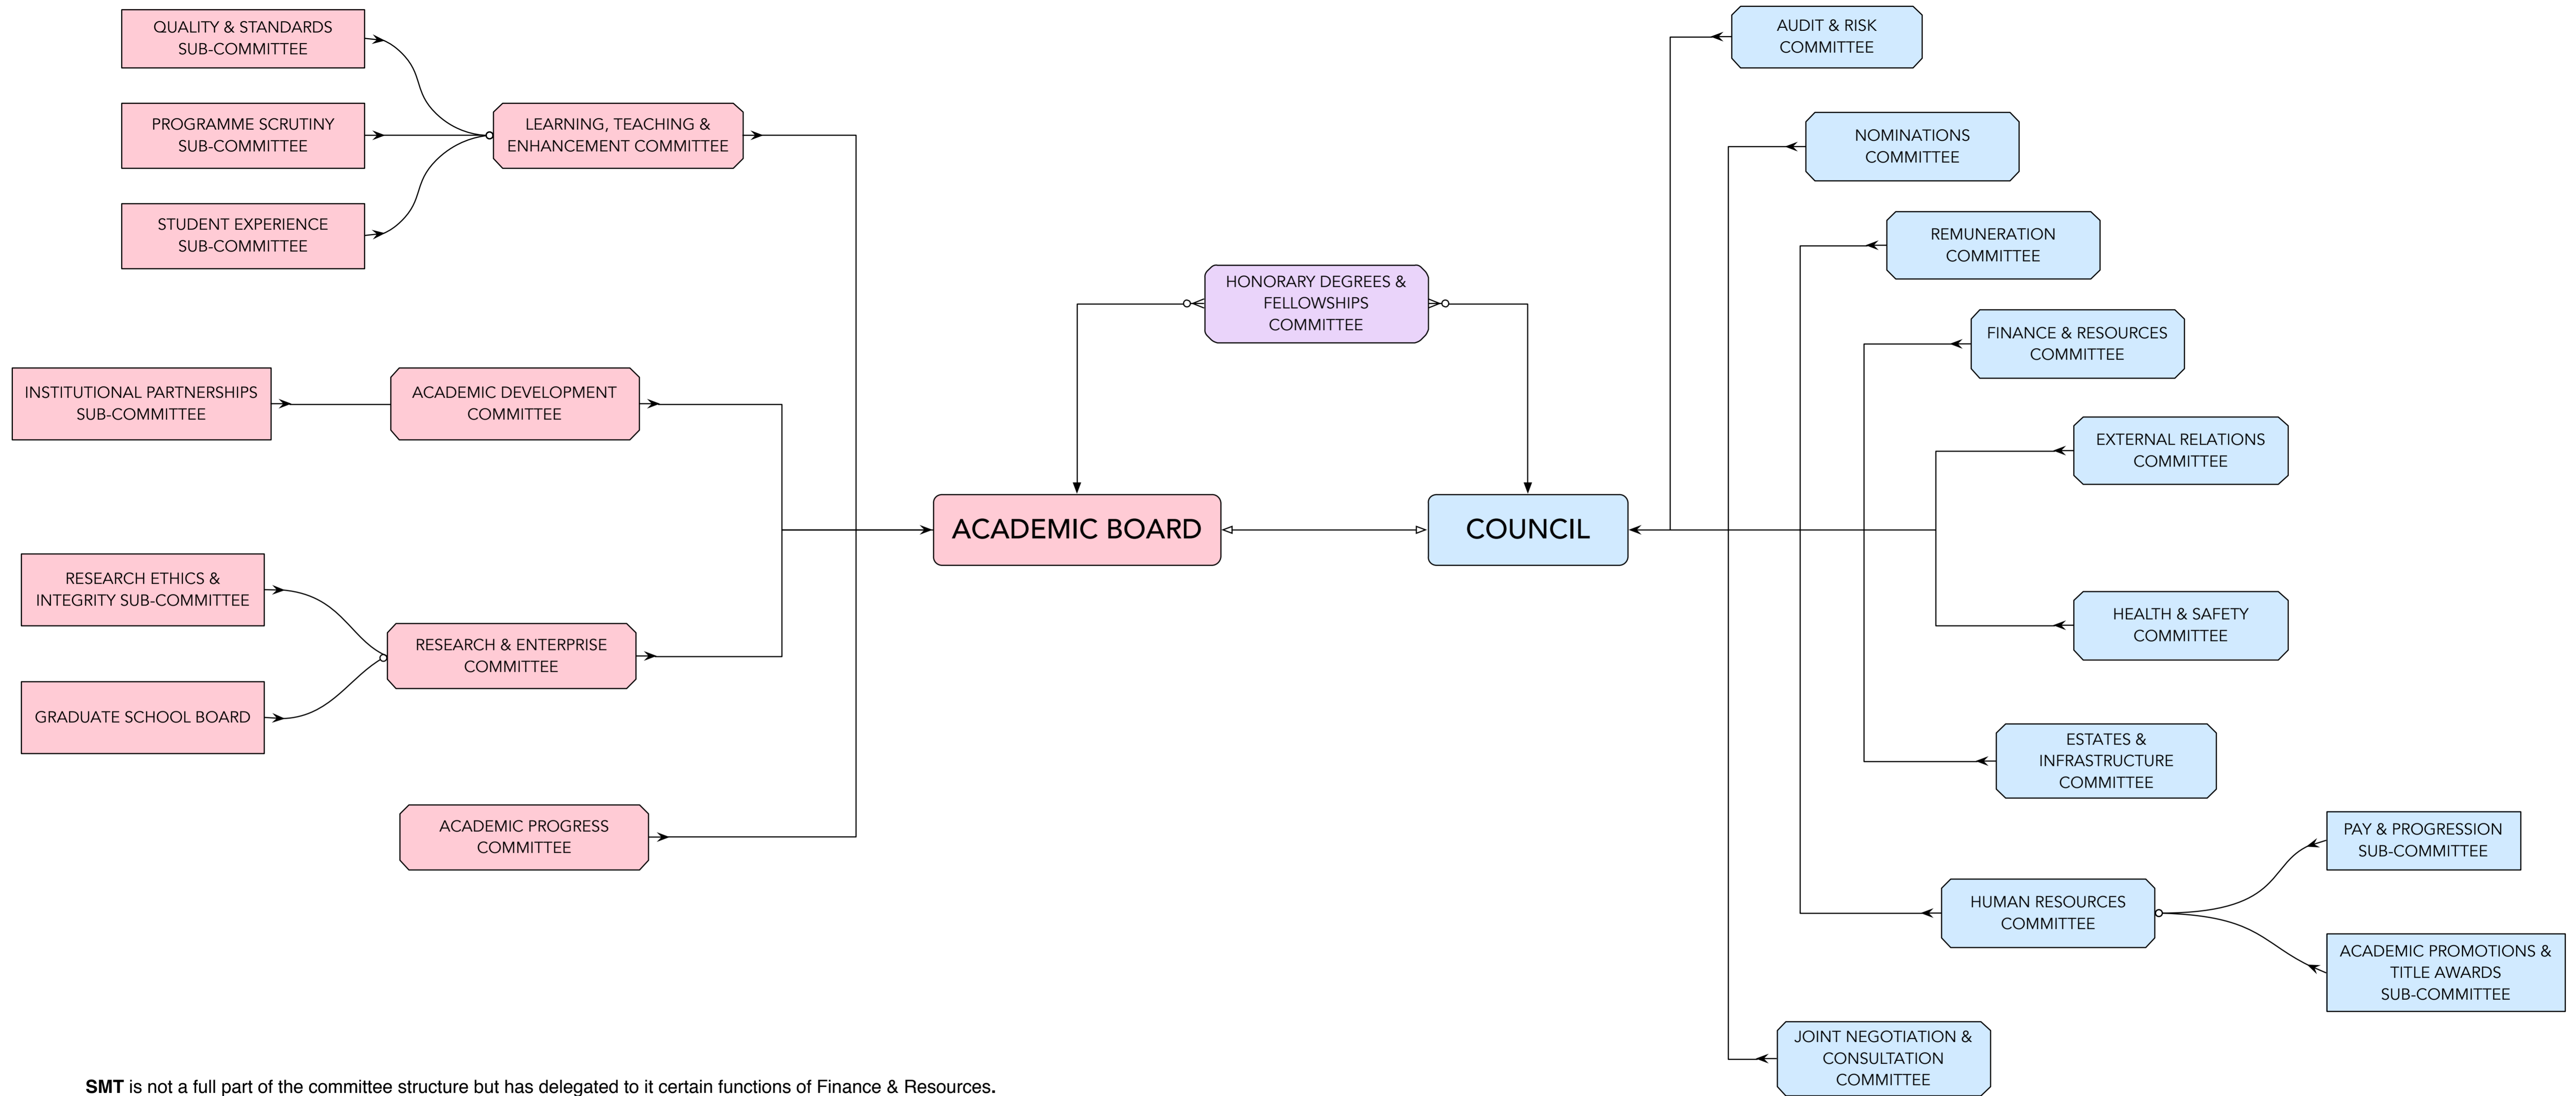 QUALITY & STANDARDS
SUB-COMMITTEE
PROGRAMME SCRUTINY
SUB-COMMITTEE
STUDENT EXPERIENCE
SUB-COMMITTEE
LEARNING, TEACHING &
ENHANCEMENT COMMITTEE
INSTITUTIONAL PARTNERSHIPS
SUB-COMMITTEE
ACADEMIC DEVELOPMENT
COMMITTEE
RESEARCH ETHICS &
INTEGRITY SUB-COMMITTEE
GRADUATE SCHOOL BOARD
RESEARCH & ENTERPRISE
COMMITTEE
ACADEMIC PROGRESS
COMMITTEE
HONORARY DEGREES &
FELLOWSHIPS
COMMITTEE
ACADEMIC BOARD
COUNCIL
AUDIT & RISK
COMMITTEE
NOMINATIONS
COMMITTEE
REMUNERATION
COMMITTEE
FINANCE & RESOURCES
COMMITTEE
EXTERNAL RELATIONS
COMMITTEE
HEALTH & SAFETY
COMMITTEE
ESTATES &
INFRASTRUCTURE
COMMITTEE
HUMAN RESOURCES
COMMITTEE
PAY & PROGRESSION
SUB-COMMITTEE
ACADEMIC PROMOTIONS &
TITLE AWARDS
SUB-COMMITTEE
JOINT NEGOTIATION &
CONSULTATION
COMMITTEE
SMT is not a full part of the committee structure but has delegated to it certain functions of Finance & Resources.